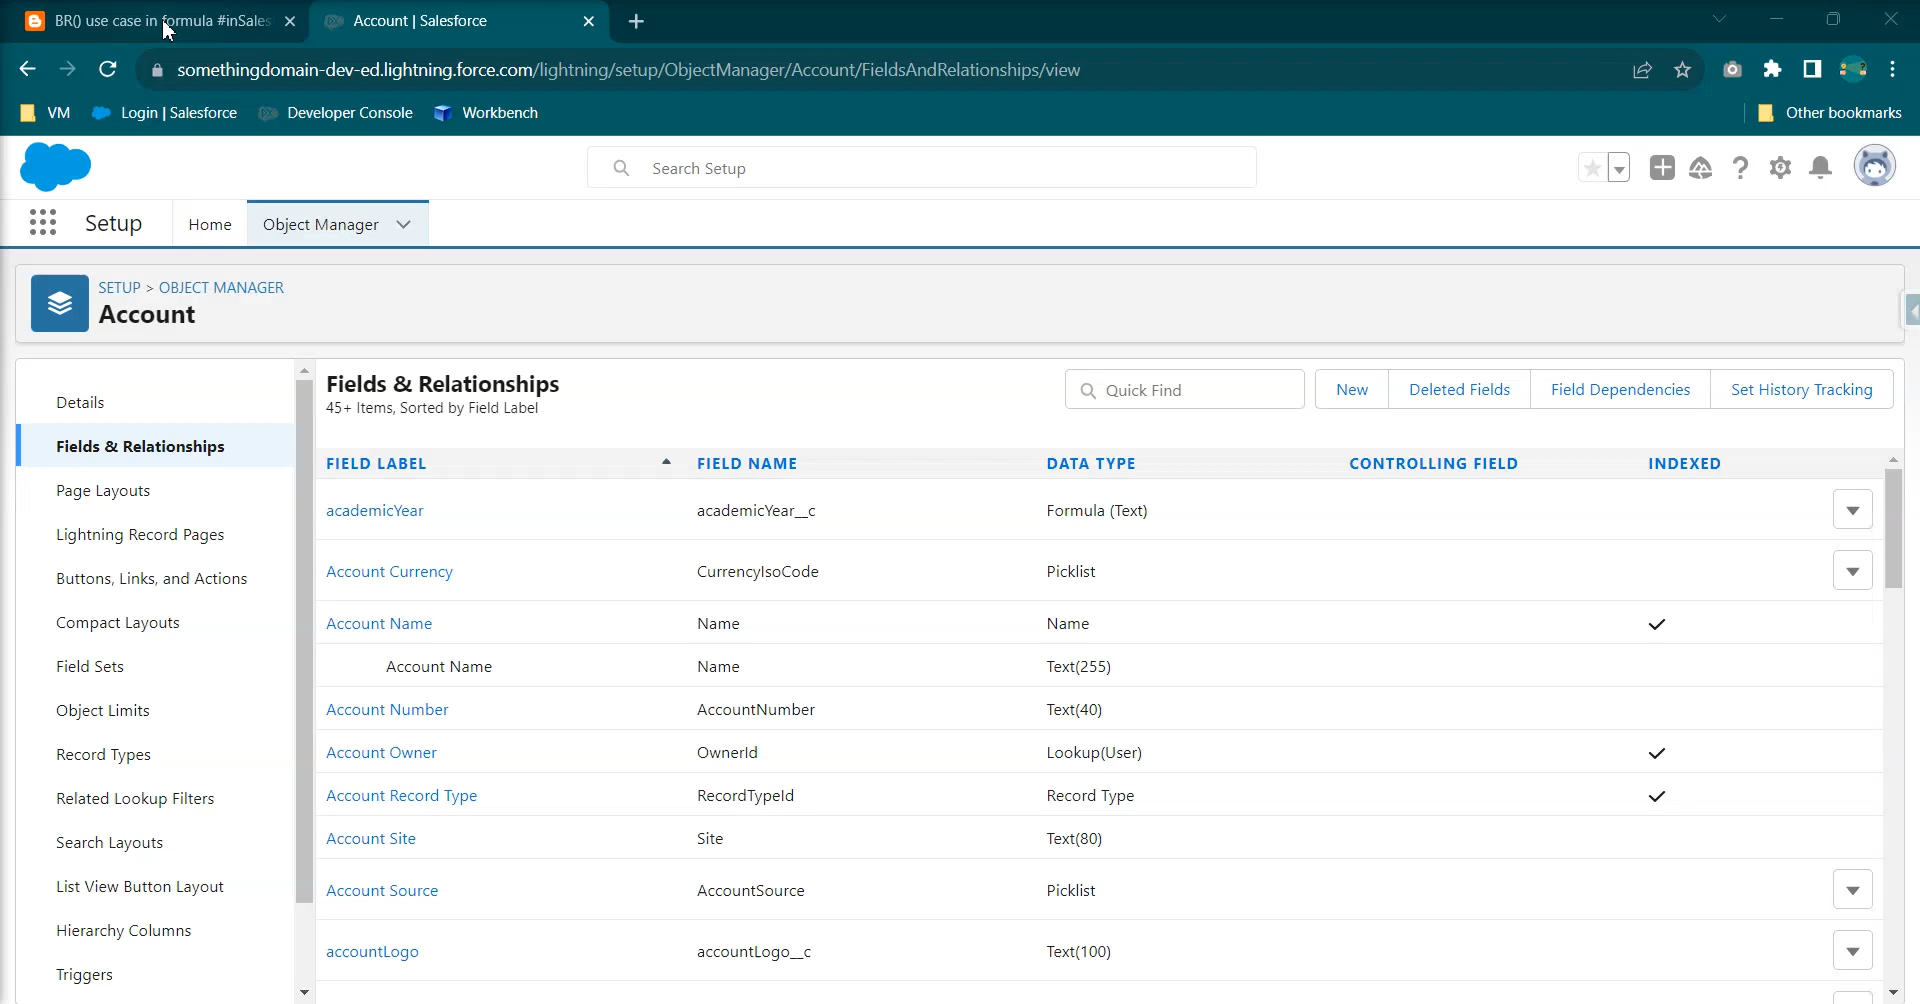 BR() use case in formula #inSales
Account | Salesforce
somethingdomain-dev-ed.lightning.force.com/lightning/setup/ObjectManager/Account/FieldsAndRelationships/view
VM Login | Salesforce Developer Console Workbench Other bookmarks
Search Setup
Setup Home Object Manager
SETUP > OBJECT MANAGER
Account
Details
Fields & Relationships
Page Layouts
Lightning Record Pages
Buttons, Links, and Actions
Compact Layouts
Field Sets
Object Limits
Record Types
Related Lookup Filters
Search Layouts
List View Button Layout
Hierarchy Columns
Triggers
Fields & Relationships
45+ Items, Sorted by Field Label
Quick Find
New Deleted Fields Field Dependencies Set History Tracking
FIELD LABEL FIELD NAME DATA TYPE CONTROLLING FIELD INDEXED
academicYear academicYear__c Formula (Text)
Account Currency CurrencyIsoCode Picklist
Account Name Name Name
Account Name Name Text(255)
Account Number AccountNumber Text(40)
Account Owner OwnerId Lookup(User)
Account Record Type RecordTypeId Record Type
Account Site Site Text(80)
Account Source AccountSource Picklist
accountLogo accountLogo__c Text(100)